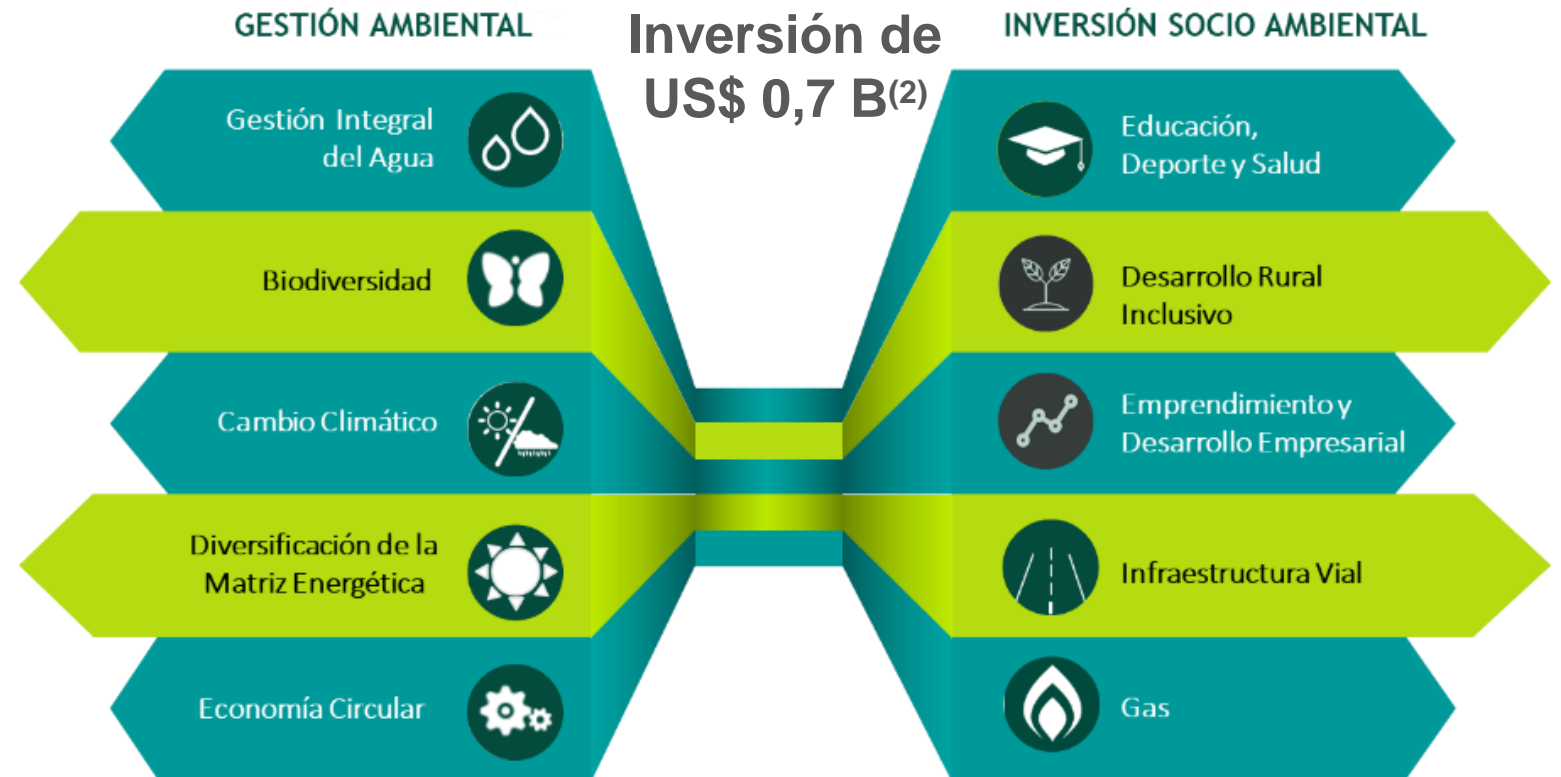 GESTIÓN AMBIENTAL
Inversión de
US$ 0,7 B(2)
INVERSIÓN SOCIO AMBIENTAL
Gestión Integral
del Agua
Biodiversidad
Cambio Climático
Diversificación de la
Matriz Energética
Economía Circular
Educación,
Deporte y Salud
Desarrollo Rural
Inclusivo
Emprendimiento y
Desarrollo Empresarial
Infraestructura Vial
Gas